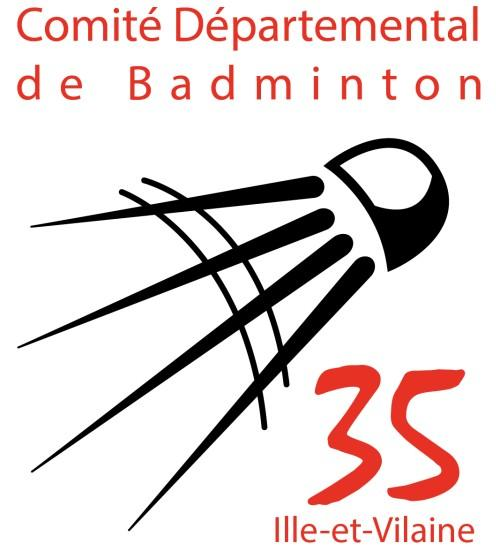 Comité Départemental
de Badminton
35
Ille-et-Vilaine